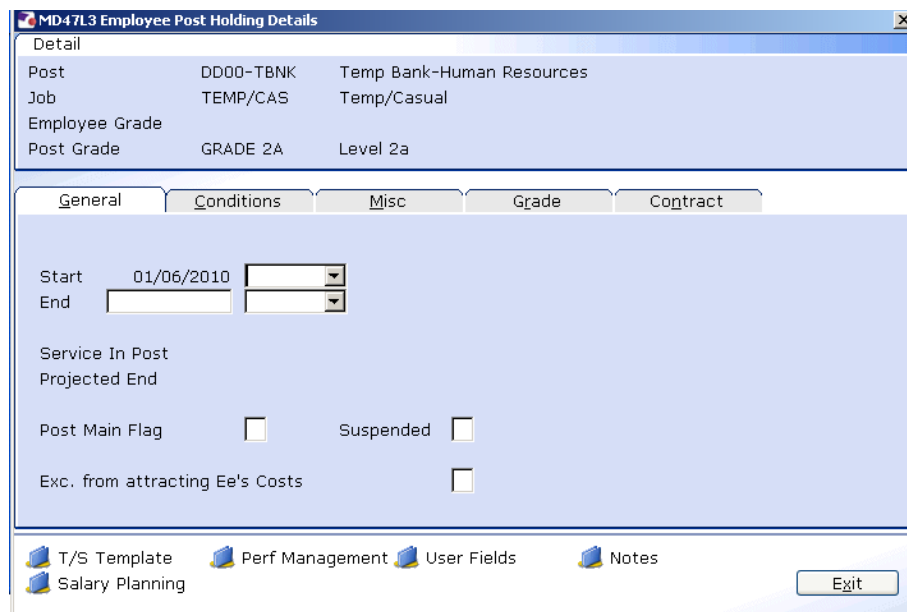 MD47L3 Employee Post Holding Details
Detail
Post DD00-TBNK Temp Bank-Human Resources
Job TEMP/CAS Temp/Casual
Employee Grade
Post Grade GRADE 2A Level 2a
General Conditions Misc Grade Contract
Start 01/06/2010
End
Service In Post
Projected End
Post Main Flag Suspended
Exc. from attracting Ee's Costs
T/S Template Perf Management User Fields Notes
Salary Planning Exit